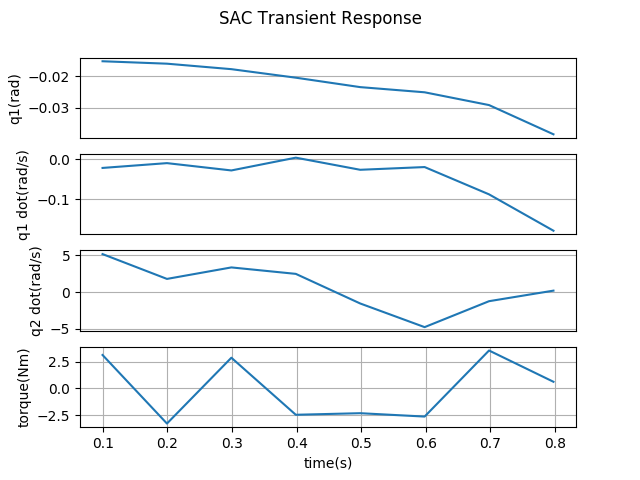 SAC Transient Response
q1(rad)
−0.02
−0.03
q1 dot(rad/s)
0.0
−0.1
q2 dot(rad/s)
5
0
−5
torque(Nm)
2.5
0.0
−2.5
0.1 0.2 0.3 0.4 0.5 0.6 0.7 0.8
time(s)